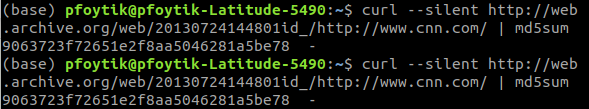 (base) pfoytik@pfoytik-Latitude-5490:~$ curl --silent http://web
.archive.org/web/20130724144801id_/http://www.cnn.com/ | md5sum
9063723f72651e2f8aa5046281a5be78  -
(base) pfoytik@pfoytik-Latitude-5490:~$ curl --silent http://web
.archive.org/web/20130724144801id_/http://www.cnn.com/ | md5sum
9063723f72651e2f8aa5046281a5be78  -